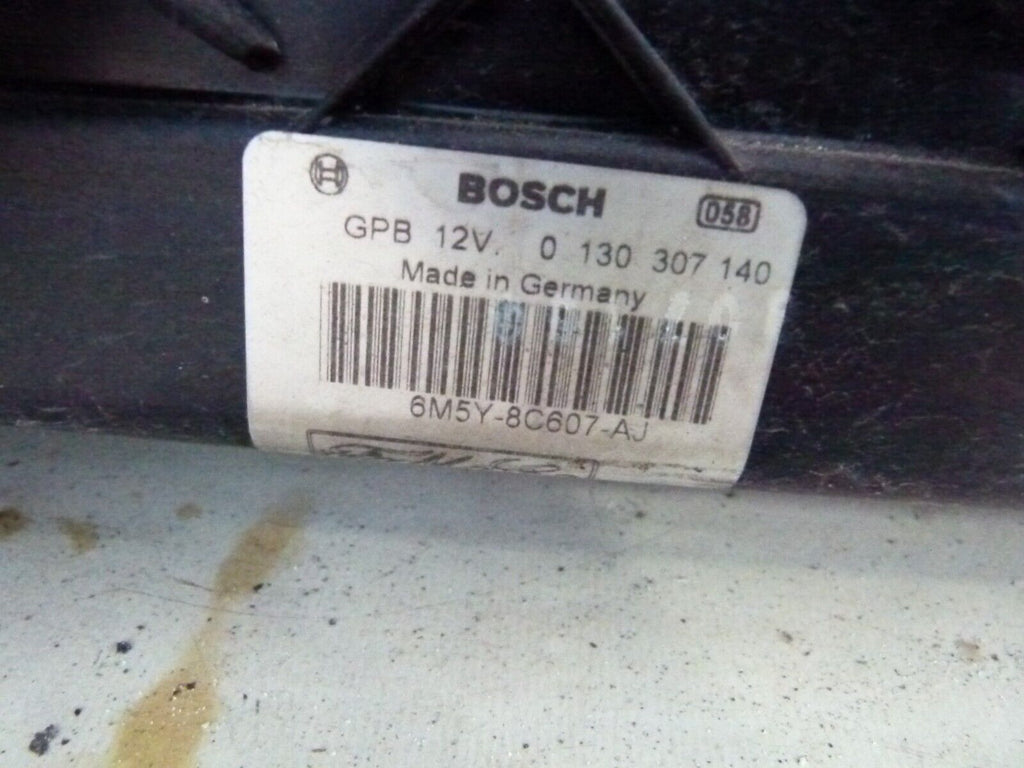 BOSCH
058
GPB 12V. 0 130 307 140
Made in Germany
6M5Y-8C607-AJ